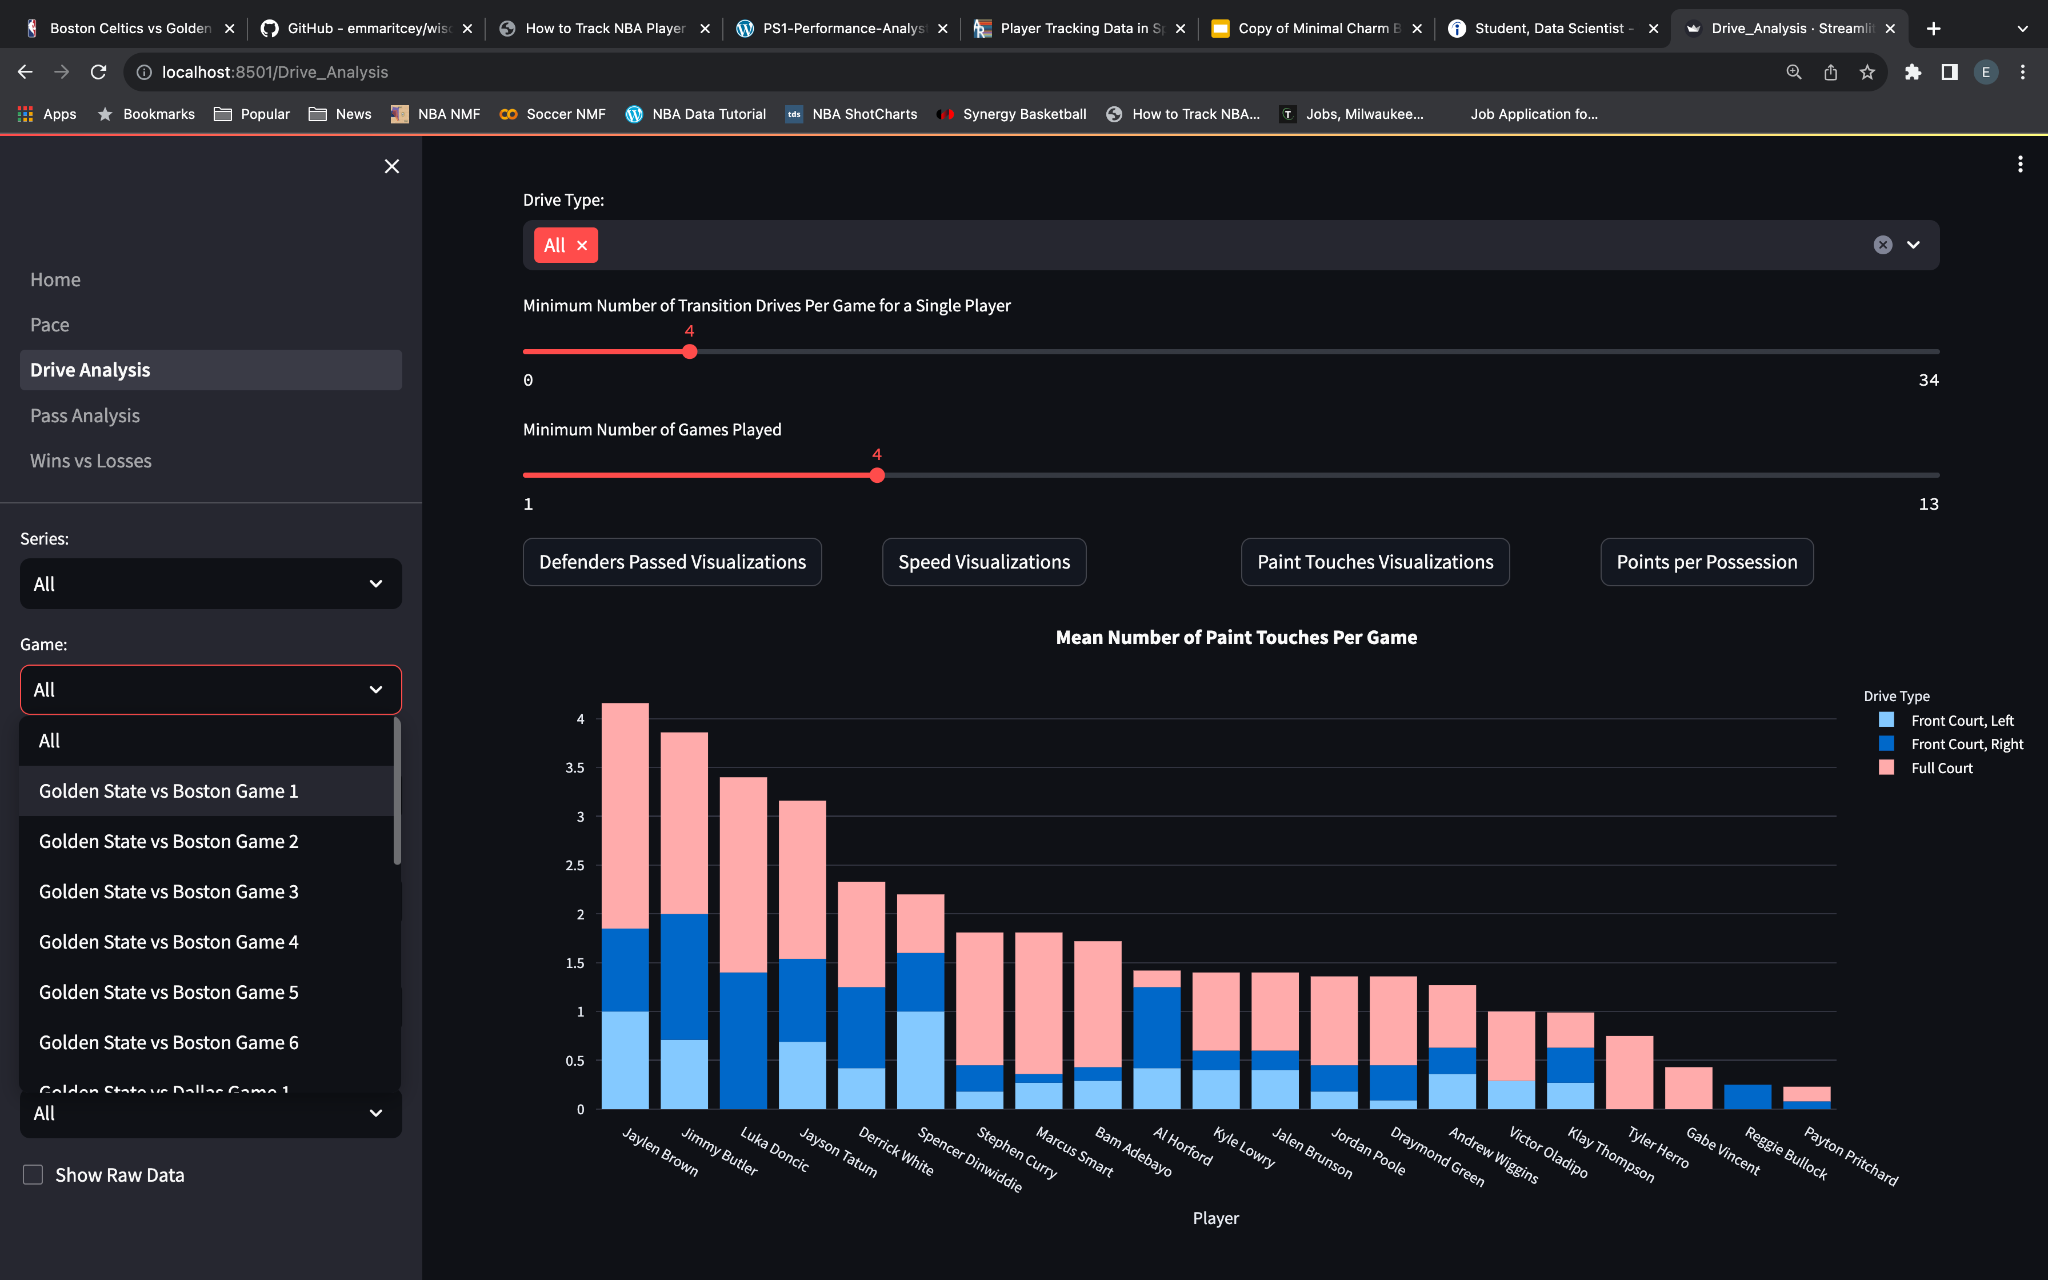 Boston Celtics vs Golden
GitHub - emmaritcey/wisc
How to Track NBA Player
PS1-Performance-Analyst
Player Tracking Data in Sp
Copy of Minimal Charm B
Student, Data Scientist -
Drive_Analysis · Streamlit
localhost:8501/Drive_Analysis
E
Apps
Bookmarks
Popular
News
NBA NMF
Soccer NMF
NBA Data Tutorial
tds
NBA ShotCharts
Synergy Basketball
How to Track NBA...
Jobs, Milwaukee...
Job Application fo...
Home
Pace
Drive Analysis
Pass Analysis
Wins vs Losses
Series:
All
Game:
All
All
Golden State vs Boston Game 1
Golden State vs Boston Game 2
Golden State vs Boston Game 3
Golden State vs Boston Game 4
Golden State vs Boston Game 5
Golden State vs Boston Game 6
Golden State vs Dallas Game 1
All
Show Raw Data
Drive Type:
All
Minimum Number of Transition Drives Per Game for a Single Player
4
0
34
Minimum Number of Games Played
4
1
13
Defenders Passed Visualizations
Speed Visualizations
Paint Touches Visualizations
Points per Possession
Mean Number of Paint Touches Per Game
Drive Type
Front Court, Left
Front Court, Right
Full Court
4
3.5
3
2.5
2
1.5
1
0.5
0
Jaylen Brown
Jimmy Butler
Luka Doncic
Jayson Tatum
Derrick White
Spencer Dinwiddie
Stephen Curry
Marcus Smart
Bam Adebayo
Al Horford
Kyle Lowry
Jalen Brunson
Jordan Poole
Draymond Green
Andrew Wiggins
Victor Oladipo
Klay Thompson
Tyler Herro
Gabe Vincent
Reggie Bullock
Payton Pritchard
Player